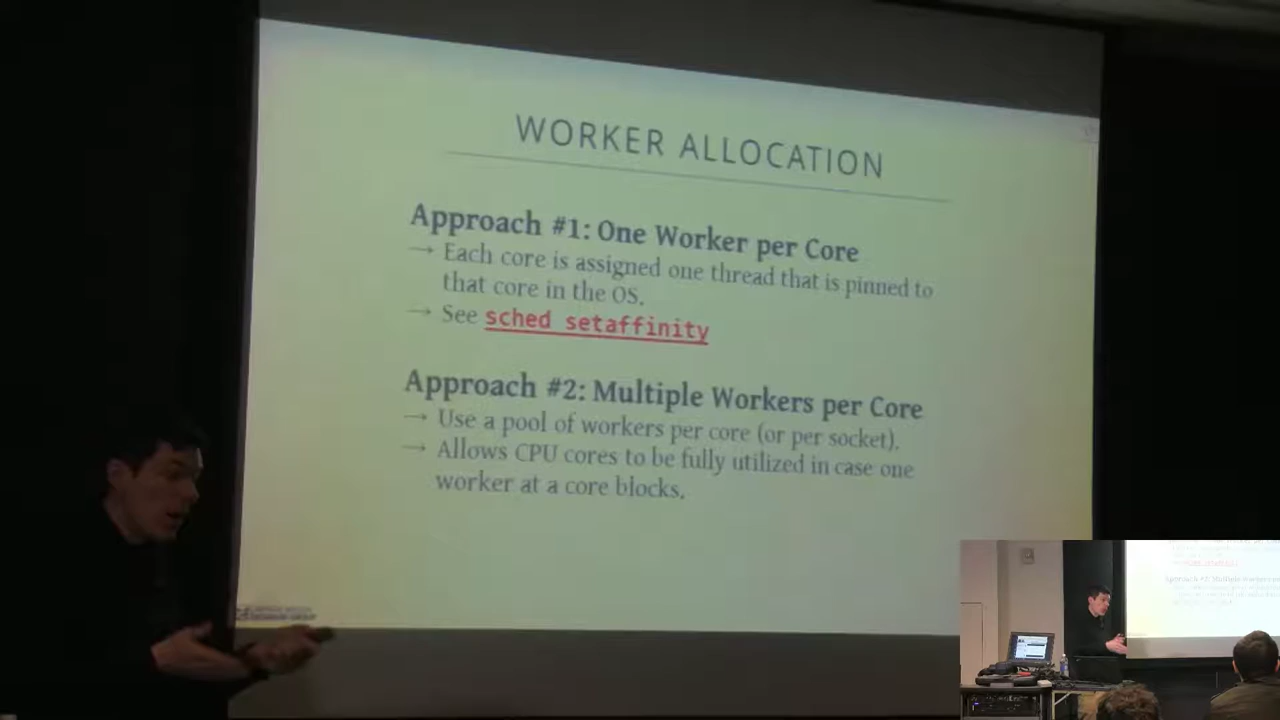 WORKER ALLOCATION
Approach #1: One Worker per Core
→ Each core is assigned one thread that is pinned to
that core in the OS.
→ See sched setaffinity
Approach #2: Multiple Workers per Core
→ Use a pool of workers per core (or per socket).
→ Allows CPU cores to be fully utilized in case one
worker at a core blocks.